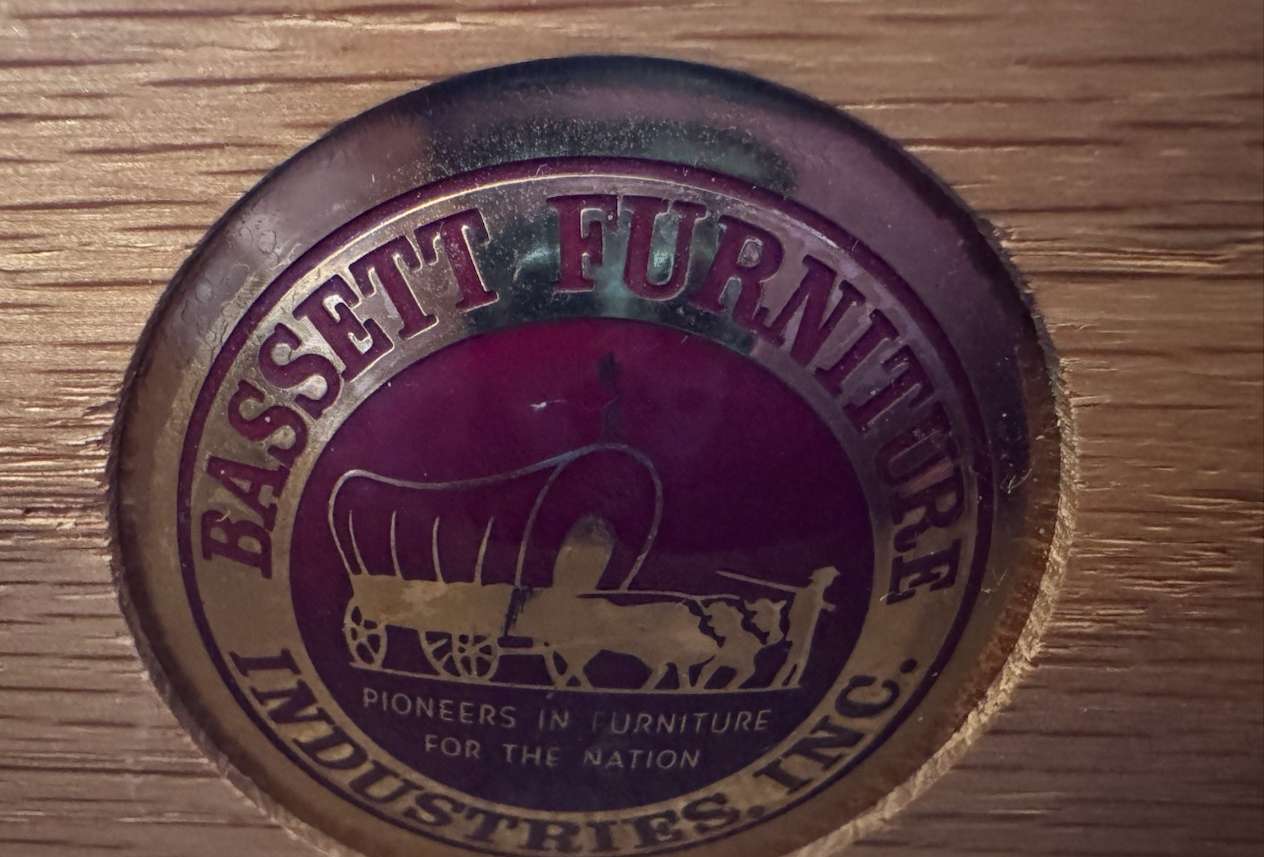 BASSETT FURNITURE
INDUSTRIES, INC.
PIONEERS IN FURNITURE
FOR THE NATION